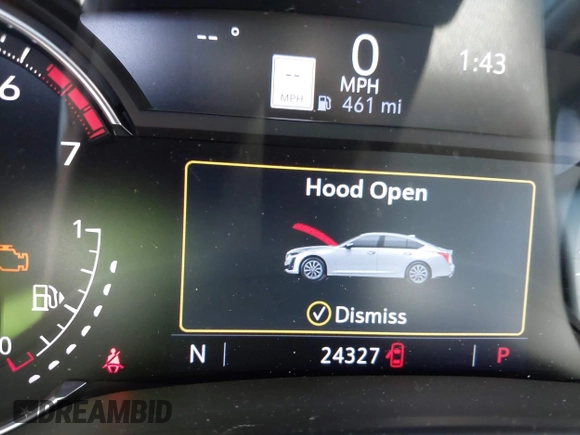 -- °
0
MPH
1:43
--
MPH
461 mi
6
7
Hood Open
Dismiss
1
0
N
24327
P
DREAMBID